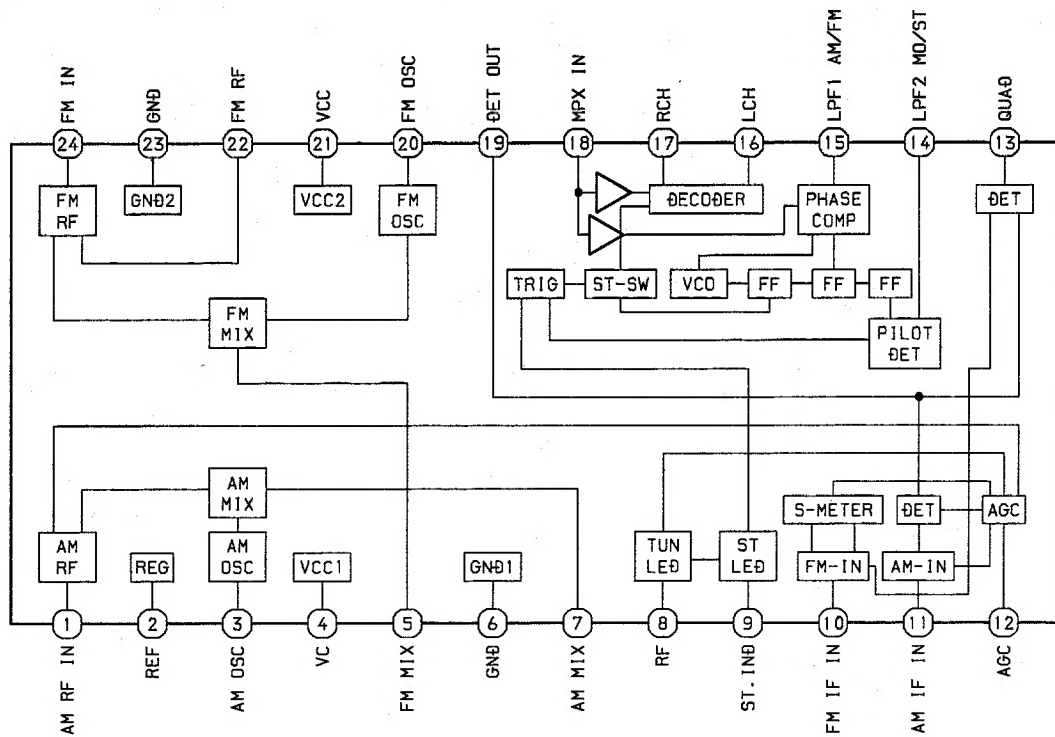 FM IN
GND
FM RF
VCC
FM OSC
DET OUT
MPX IN
RCH
LCH
LPF1 AM/FM
LPF2 MO/ST
QUAD
24
23
22
21
20
19
18
17
16
15
14
13
FM
RF
GND2
VCC2
FM
OSC
DECODER
PHASE
COMP
DET
TRIG
ST-SW
VCO
FF
FF
FF
FM
MIX
PILOT
DET
AM
MIX
S-METER
DET
AGC
AM
RF
REG
AM
OSC
VCC1
GND1
TUN
LED
ST
LED
FM-IN
AM-IN
1
2
3
4
5
6
7
8
9
10
11
12
AM RF IN
REF
AM OSC
VC
FM MIX
GND
AM MIX
RF
ST.IND
FM IF IN
AM IF IN
AGC